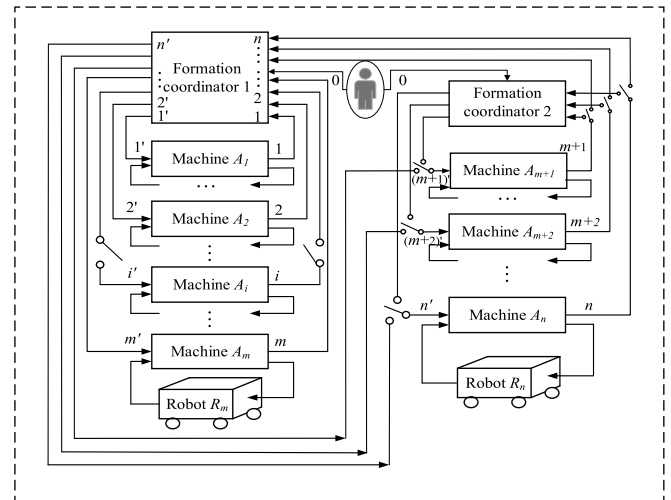 n′
n
⋮
⋮
⋮
Formation
coordinator 1
2′
2
1′
1
0
0
Formation
coordinator 2
1′
Machine A1
1
...
2′
Machine A2
2
⋮
i′
Machine Ai
i
⋮
m′
Machine Am
m
Robot Rm
(m+1)′
Machine Am+1
m+1
...
(m+2)′
Machine Am+2
m+2
⋮
n′
Machine An
n
Robot Rn